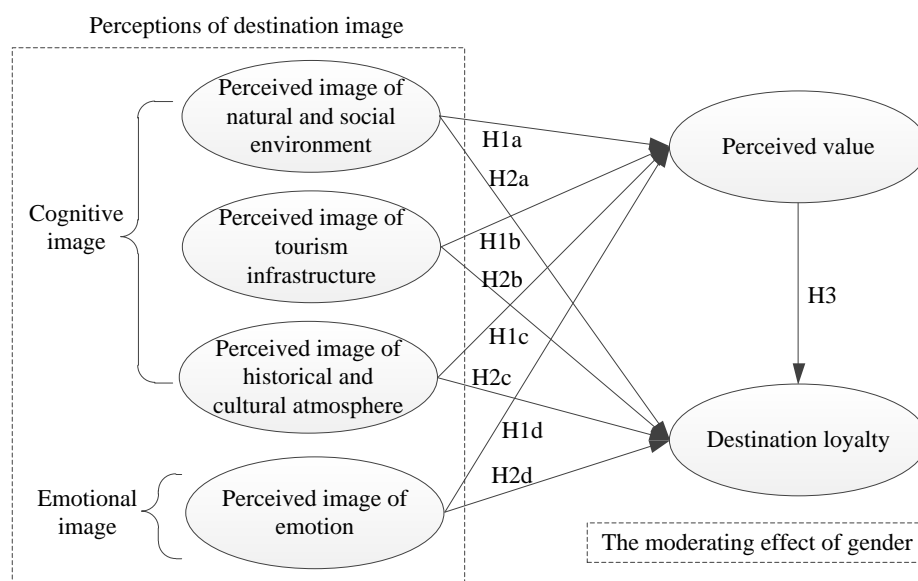 Perceptions of destination image
Perceived image of
natural and social
environment
Cognitive
image
Perceived image of
tourism
infrastructure
Perceived image of
historical and
cultural atmosphere
Emotional
image
Perceived image of
emotion
H1a
H2a
H1b
H2b
H1c
H2c
H1d
H2d
Perceived value
H3
Destination loyalty
The moderating effect of gender